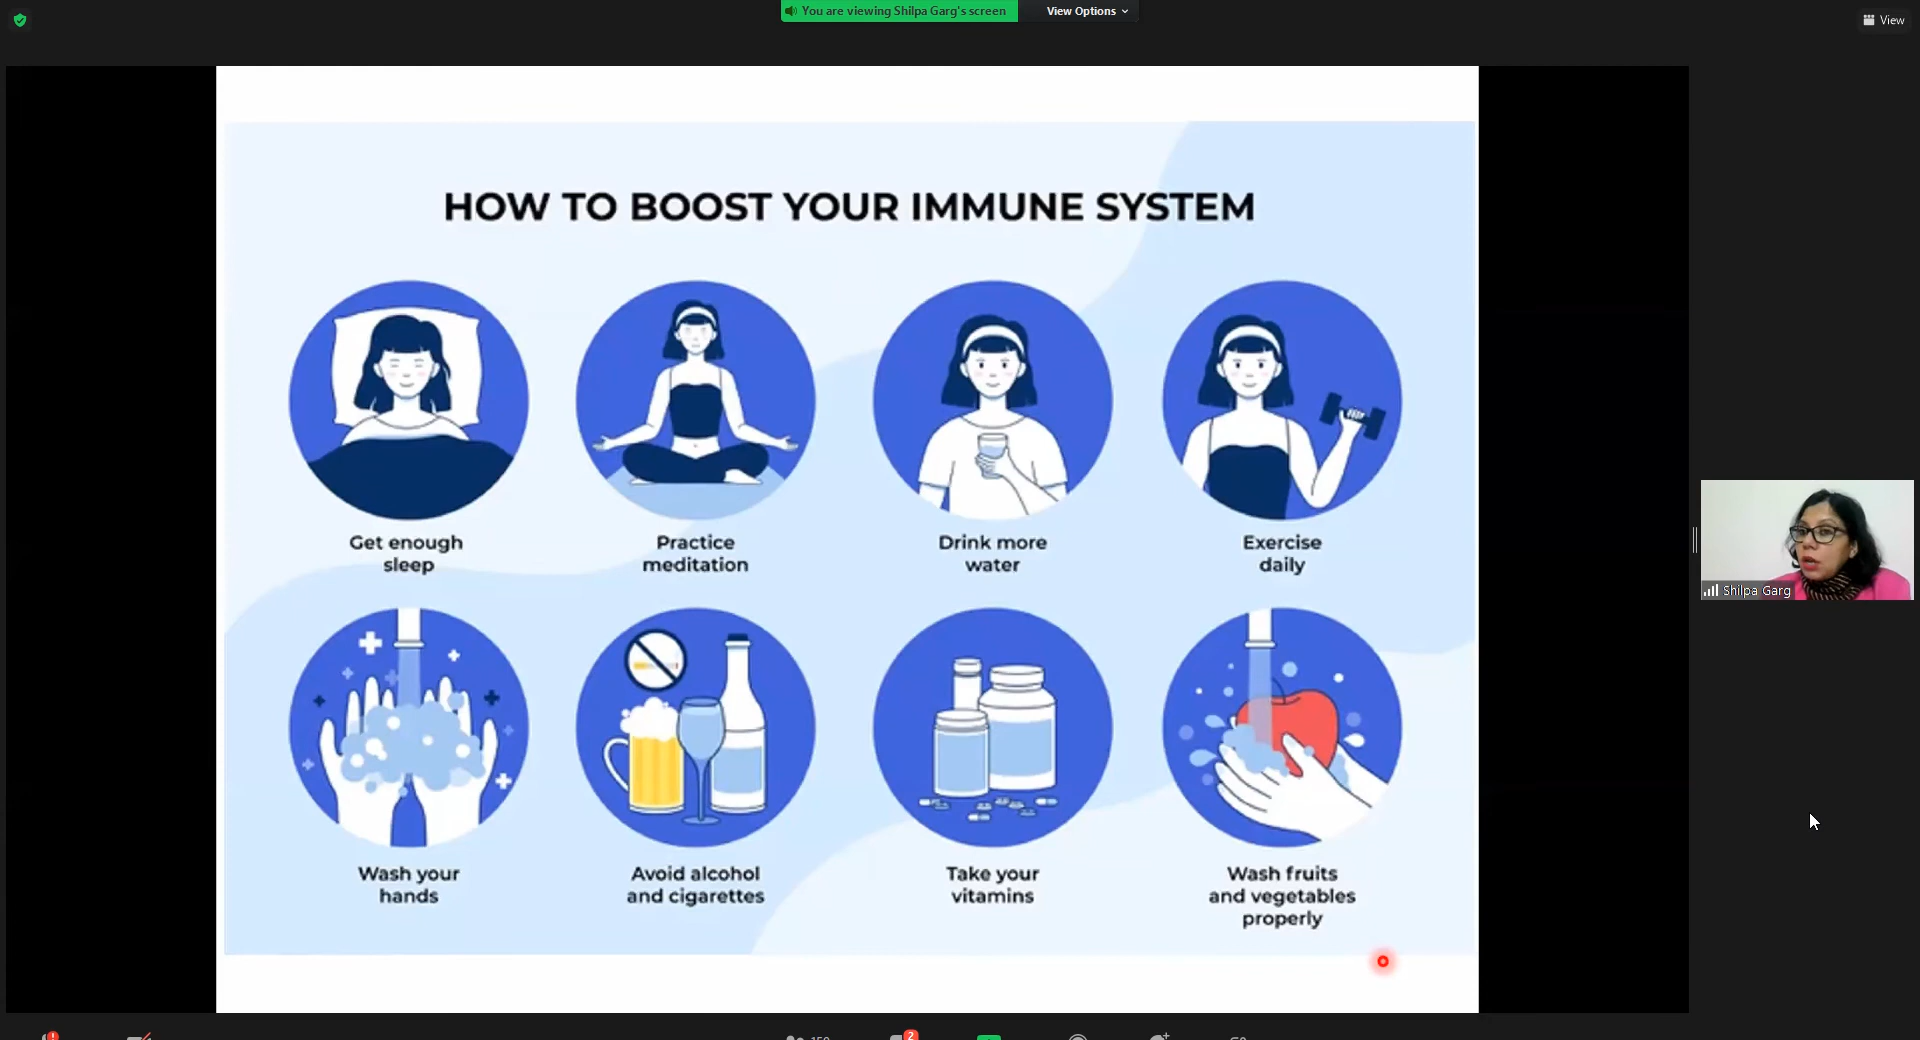 You are viewing Shilpa Garg's screen
View Options
View
HOW TO BOOST YOUR IMMUNE SYSTEM
Get enough
sleep
Practice
meditation
Drink more
water
Exercise
daily
Shilpa Garg
Wash your
hands
Avoid alcohol
and cigarettes
Take your
vitamins
Wash fruits
and vegetables
properly
2